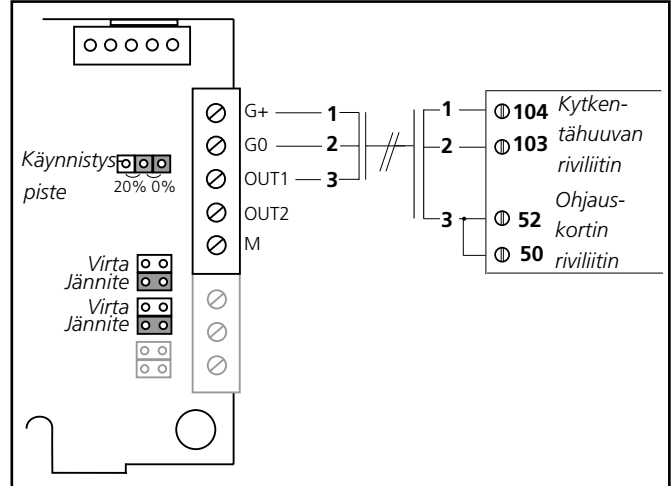 G+ 1 1 104 Kytken-
G0 2 2 103 tähuuvan
riviliitin
OUT1 3
OUT2
M
3 52 Ohjaus-
kortin
50 riviliitin
Käynnistys
piste
20% 0%
Virta
Jännite
Virta
Jännite